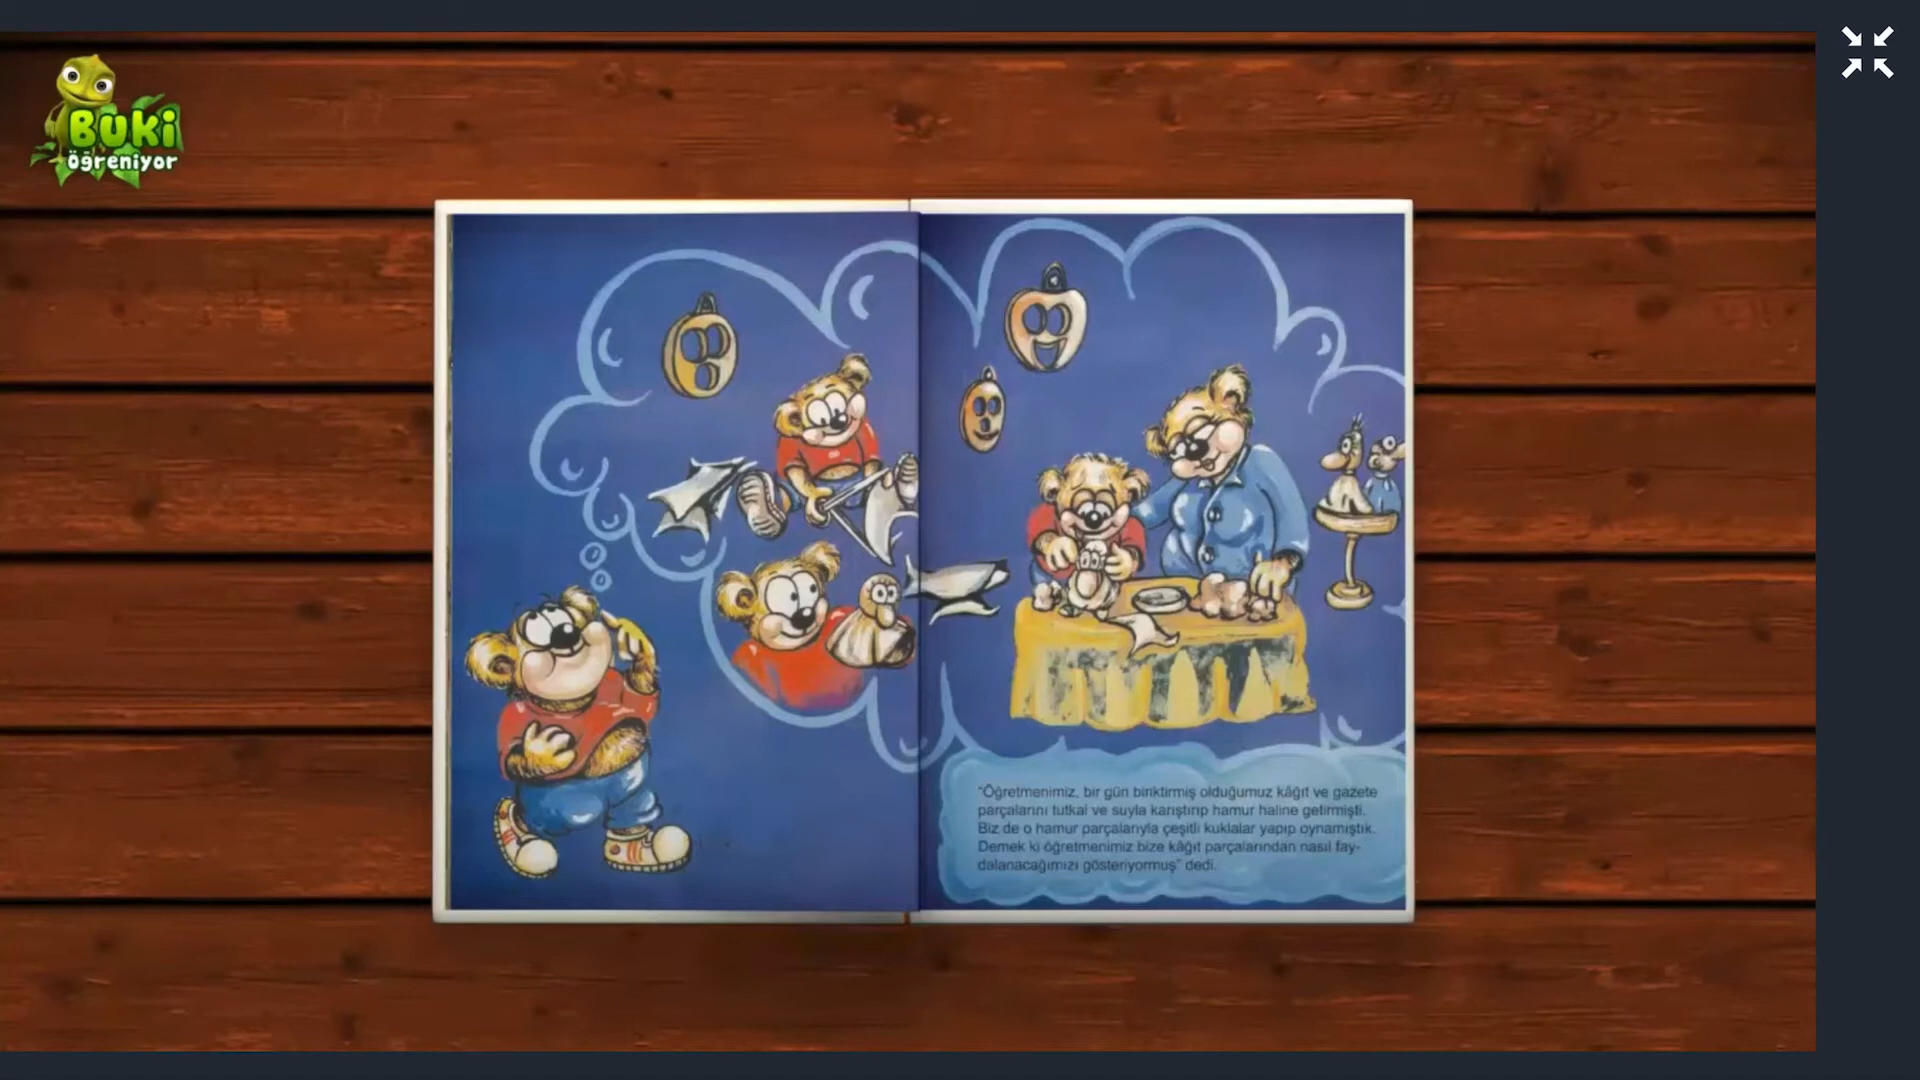 BUKi
öğreniyor
"Öğretmenimiz, bir gün biriktirmiş olduğumuz kâğıt ve gazete
parçalarını tutkal ve suyla karıştırıp hamur haline getirmişti.
Biz de o hamur parçalarıyla çeşitli kuklalar yapıp oynamıştık.
Demek ki öğretmenimiz bize kâğıt parçalarından nasıl fay-
dalanacağımızı gösteriyormuş" dedi.